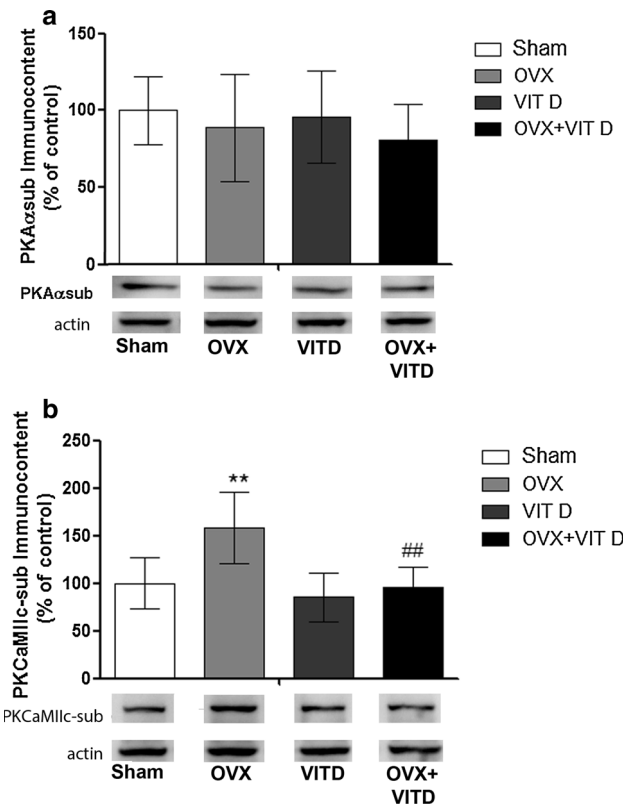 a
PKAαsub Immunocontent
(% of control)
150
100
50
0
Sham
OVX
VIT D
OVX+VIT D
PKAαsub
actin
Sham OVX VITD OVX+
VITD
b
PKCaMIIc-sub Immunocontent
(% of control)
250
200
150
100
50
0
**
##
Sham
OVX
VIT D
OVX+VIT D
PKCaMIIc-sub
actin
Sham OVX VITD OVX+
VITD